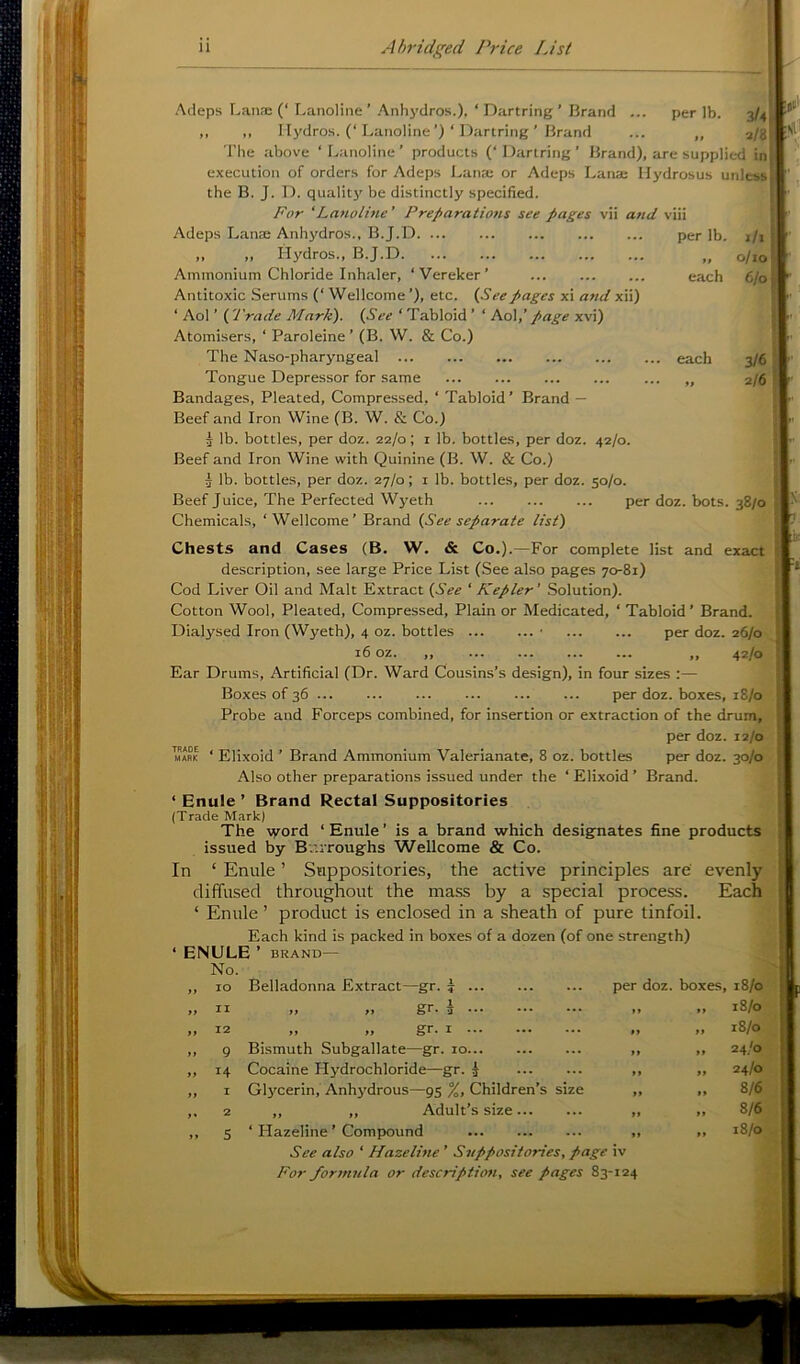 ii Abridged Price List
Adeps Lanæ (‘ Lanoline ’ Anhydros.), ‘ Dartring ’ Brand ... per lb. 3/4
,, ,, Hydros. (‘ Lanoline ’) ‘ Dartring ’ Brand ... ,, 2/8
The above ‘ Lanoline ’ products (‘ Dartring ’ Brand), are supplied in
execution of orders for Adeps Lanæ or Adeps Lanæ Hydrosus unless
the B. J. D. quality be distinctly specified.
For ‘Lanoline’ Preparations see pages vii and viii
Adeps Lanæ Anhydros., B.J.D. ... ... ... ... ... per lb. 1/1
,, ,, Hydros., B.J.D. ... ... ... ... ... ,, 0/10
Ammonium Chloride Inhaler, ‘ Vereker ’ ... ... ... each 6/0
Antitoxic Serums (‘ Wellcome ’), etc. (See pages xi and xii)
‘ Aol ’ (Trade Mark). (See ‘ Tabloid ’ ‘ Aol,’ page xvi)
Atomisers, ‘ Paroleine ’ (B. W. & Co.)
The Naso-pharyngeal ... ... ... ... ... ... each 3/6
Tongue Depressor for same ... ... ... ... ... ,, 2/6
Bandages, Pleated, Compressed, ‘ Tabloid ’ Brand —
Beef and Iron Wine (B. W. & Co.)
½ lb. bottles, per doz. 22/0 ; 1 lb. bottles, per doz. 42/0.
Beef and Iron Wine with Quinine (B. W. & Co.)
½ lb. bottles, per doz. 27/0 ; 1 lb. bottles, per doz. 50/0.
Beef Juice, The Perfected Wyeth ... ... ... per doz. bots. 38/0
Chemicals, ‘ Wellcome ’ Brand (See separate list)
Chests and Cases (B. W. & Co.).—For complete list and exact
description, see large Price List (See also pages 70-81)
Cod Liver Oil and Malt Extract (See ‘ Kepler ’ Solution).
Cotton Wool, Pleated, Compressed, Plain or Medicated, ‘ Tabloid ’ Brand.
Dialysed Iron (Wyeth), 4 oz. bottles ... ... ... ... per doz. 26/0
16 oz. ,, ... ... ... ... ,, 42/0
Ear Drums, Artificial (Dr. Ward Cousins’s design), in four sizes :—
Boxes of 36 ... ... ... ... ... ... per doz. boxes, 18/0
Probe and Forceps combined, for insertion or extraction of the drum,
per doz. 12/0
TRADE MARK ‘ Elixoid ’ Brand Ammonium Valerianate, 8 oz. bottles per doz. 30/0
Also other preparations issued under the ‘ Elixoid ’ Brand.
‘ Enule ’ Brand Rectal Suppositories
(Trade Mark)
The word ‘ Enule ’ is a brand which designates fine products
issued by Burroughs Wellcome & Co.
In ‘ Enule ’ Suppositories, the active principles are evenly
diffused throughout the mass by a special process. Each
‘ Enule ’ product is enclosed in a sheath of pure tinfoil.
Each kind is packed in boxes of a dozen (of one strength)
‘ ENULE ’ BRAND—
No.
,, 10 Belladonna Extract—gr. ¼ ... ... ... per doz. boxes, 18/0
,, 11 ,, ,, gr. ½ ... ... ... ,, ,, 18/0
,, 12 ,, ,, gr. 1 ... ... ... ,, ,, 18/0
,, 9 Bismuth Subgallate—gr. 10... ... ... ,, ,, 24/0
,, 14 Cocaine Hydrochloride—gr. ½ ... ... ,, ,, 24/0
,, 1 Glycerin, Anhydrous—95 %, Children’s size ,, ,, 8/6
,, 2 ,, ,, Adult’s size ... ... ,, ,, 8/6
,, 5 ‘ Hazeline ’ Compound ... ... ... ,, ,, 18/0
See also ‘ Hazeline ’ Suppositories, page iv
For formula or description, see pages 83-124